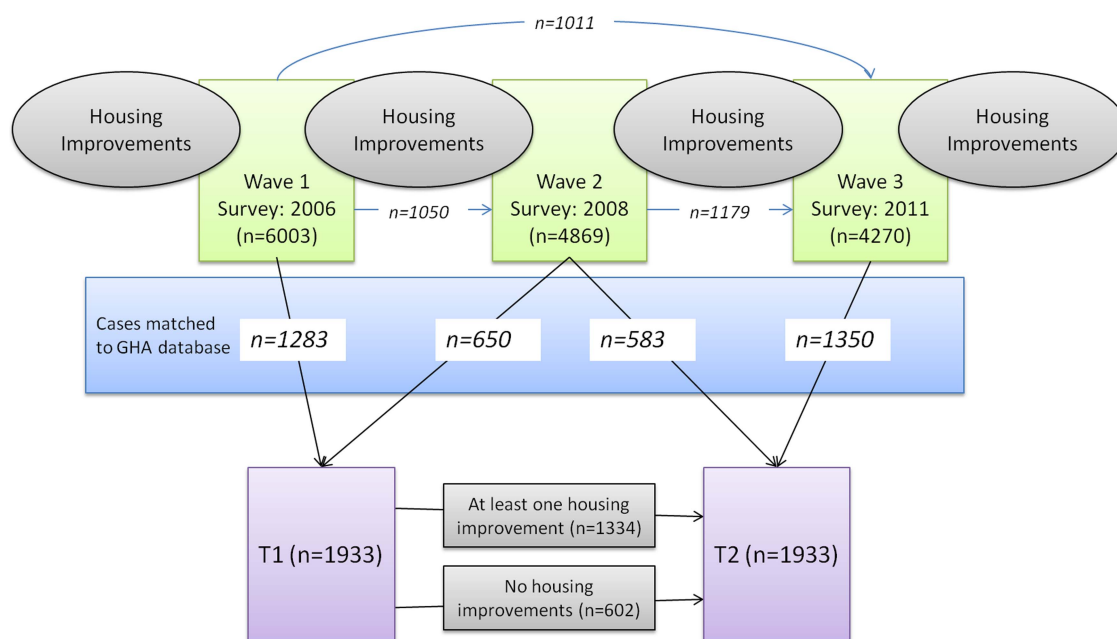 n=1011
Housing
Improvements
Housing
Improvements
Housing
Improvements
Housing
Improvements
Wave 1
Survey: 2006
(n=6003)
n=1050
Wave 2
Survey: 2008
(n=4869)
n=1179
Wave 3
Survey: 2011
(n=4270)
Cases matched
to GHA database
n=1283
n=650
n=583
n=1350
T1 (n=1933)
At least one housing
improvement (n=1334)
No housing
improvements (n=602)
T2 (n=1933)